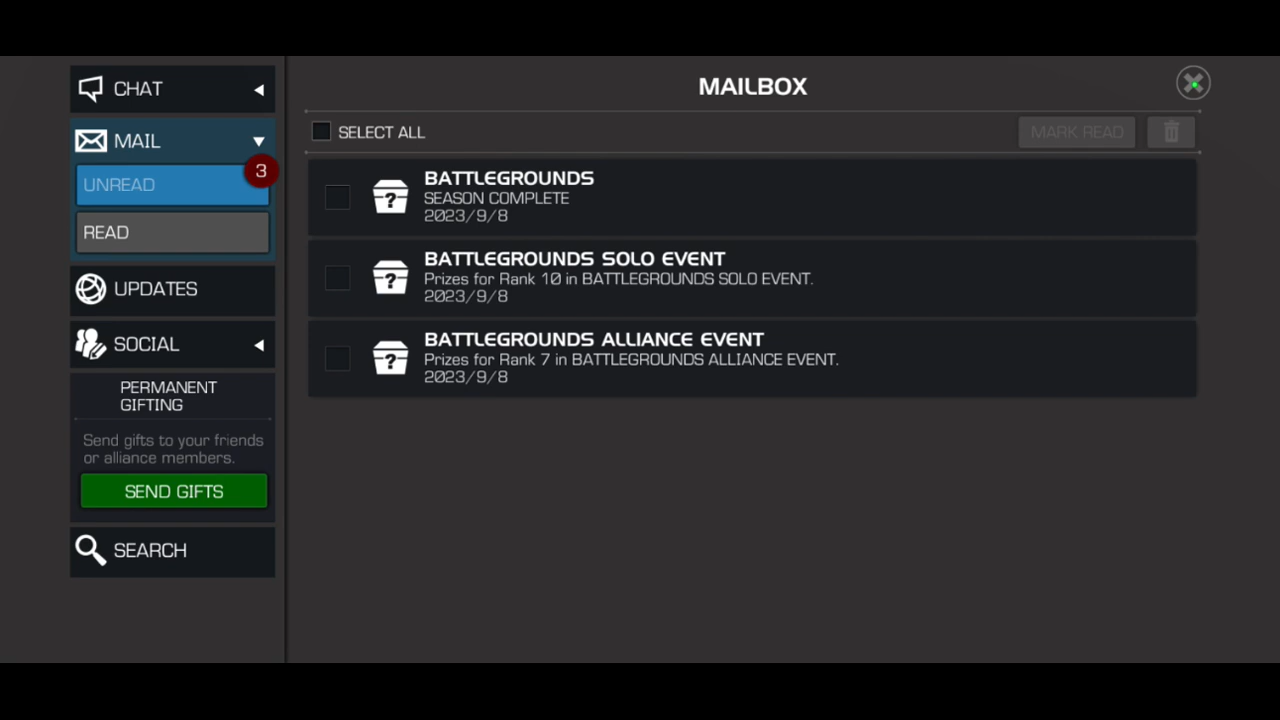 CHAT
MAIL
3
UNREAD
READ
UPDATES
SOCIAL
PERMANENT
GIFTING
Send gifts to your friends
or alliance members.
SEND GIFTS
SEARCH
MAILBOX
SELECT ALL
MARK READ
BATTLEGROUNDS
SEASON COMPLETE
2023/9/8
BATTLEGROUNDS SOLO EVENT
Prizes for Rank 10 in BATTLEGROUNDS SOLO EVENT.
2023/9/8
BATTLEGROUNDS ALLIANCE EVENT
Prizes for Rank 7 in BATTLEGROUNDS ALLIANCE EVENT.
2023/9/8